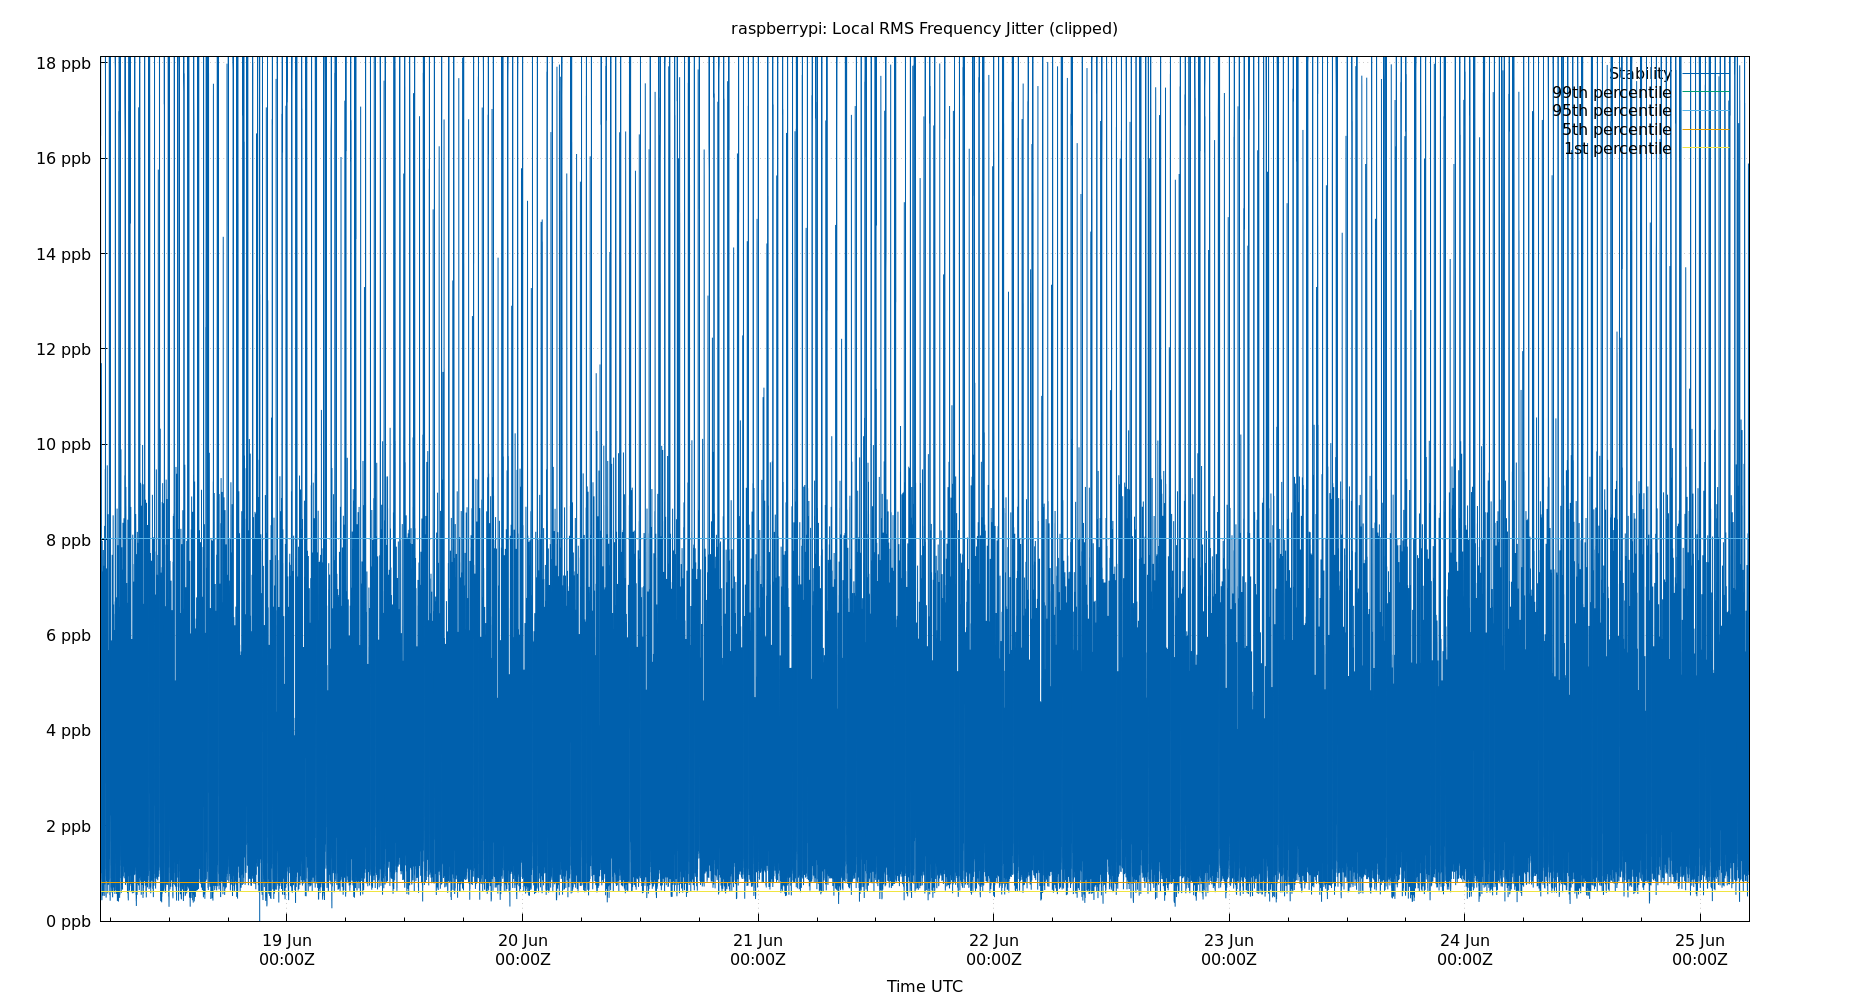 raspberrypi: Local RMS Frequency Jitter (clipped)
18 ppb
16 ppb
14 ppb
12 ppb
10 ppb
8 ppb
6 ppb
4 ppb
2 ppb
0 ppb
Stability
99th percentile
95th percentile
5th percentile
1st percentile
19 Jun 20 Jun 21 Jun 22 Jun 23 Jun 24 Jun 25 Jun
00:00Z 00:00Z 00:00Z 00:00Z 00:00Z 00:00Z 00:00Z
Time UTC